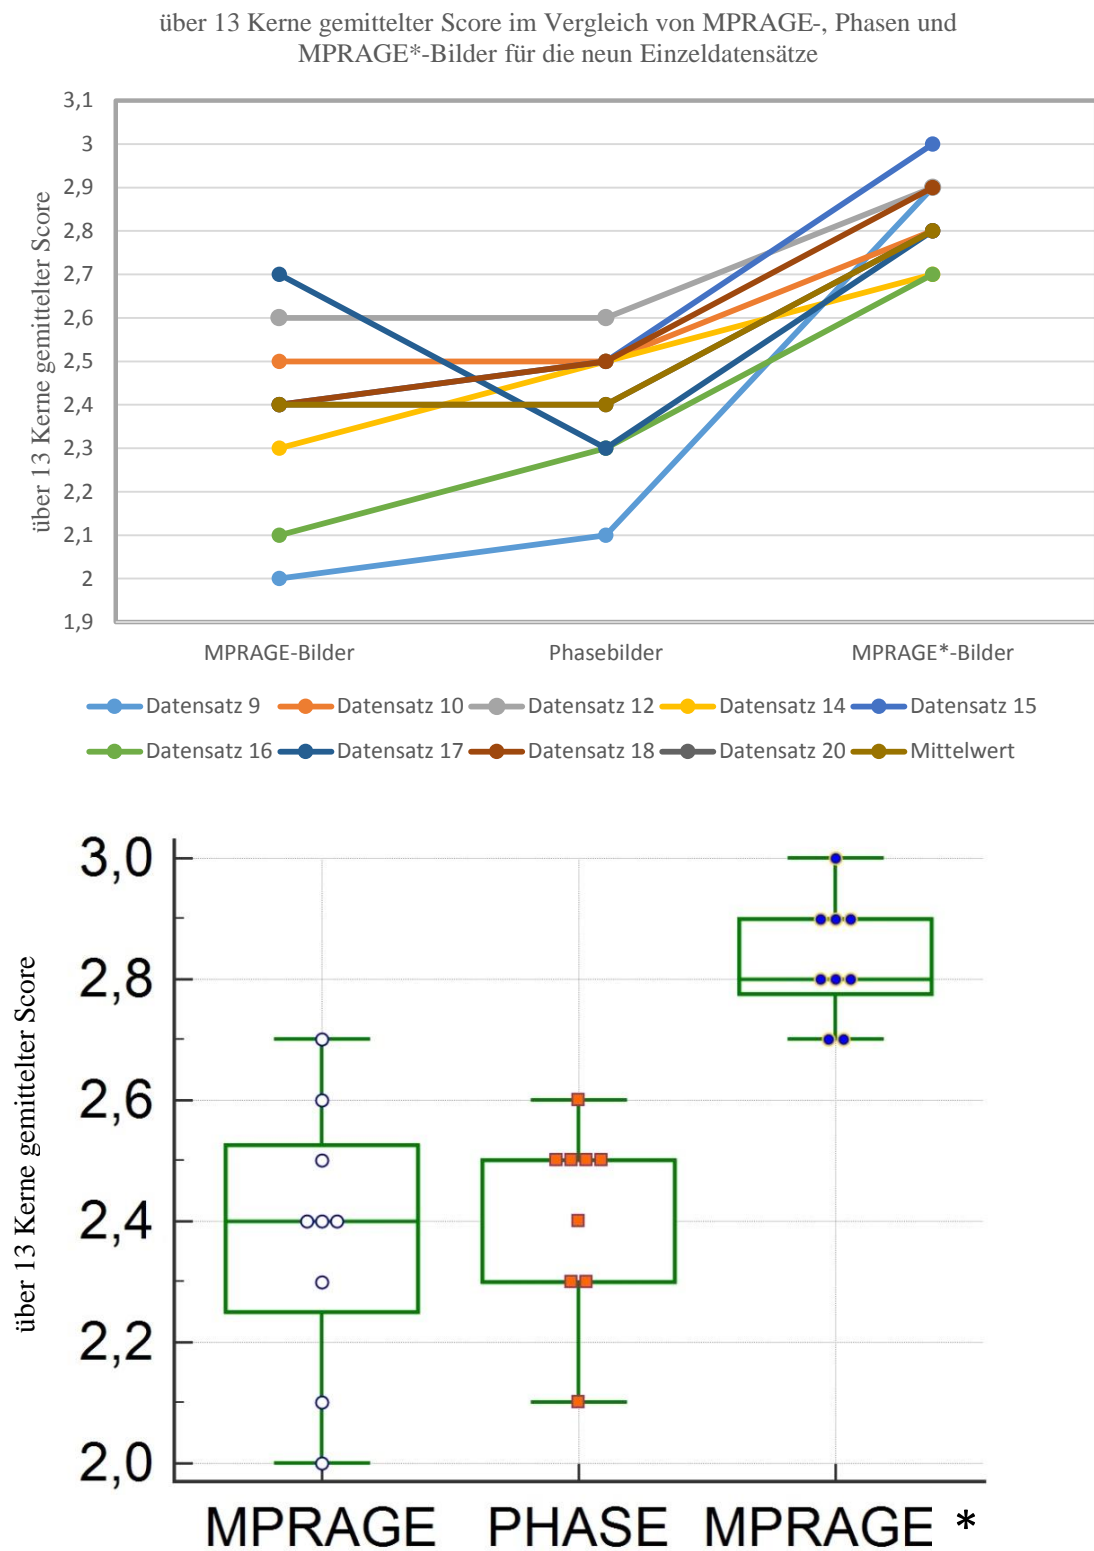 über 13 Kerne gemittelter Score im Vergleich von MPRAGE-, Phasen und
MPRAGE*-Bilder für die neun Einzeldatensätze
über 13 Kerne gemittelter Score
3,1
3
2,9
2,8
2,7
2,6
2,5
2,4
2,3
2,2
2,1
2
1,9
MPRAGE-Bilder Phasebilder MPRAGE*-Bilder
Datensatz 9 Datensatz 10 Datensatz 12 Datensatz 14 Datensatz 15
Datensatz 16 Datensatz 17 Datensatz 18 Datensatz 20 Mittelwert
über 13 Kerne gemittelter Score
3,0
2,8
2,6
2,4
2,2
2,0
MPRAGE PHASE MPRAGE *